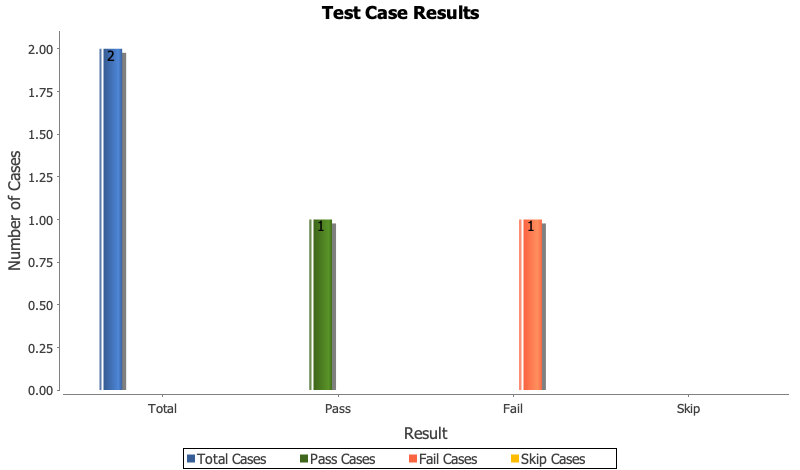 Test Case Results
2.00
1.75
1.50
1.25
1.00
0.75
0.50
0.25
0.00
Number of Cases
2
1
1
Total Pass Fail Skip
Result
Total Cases Pass Cases Fail Cases Skip Cases